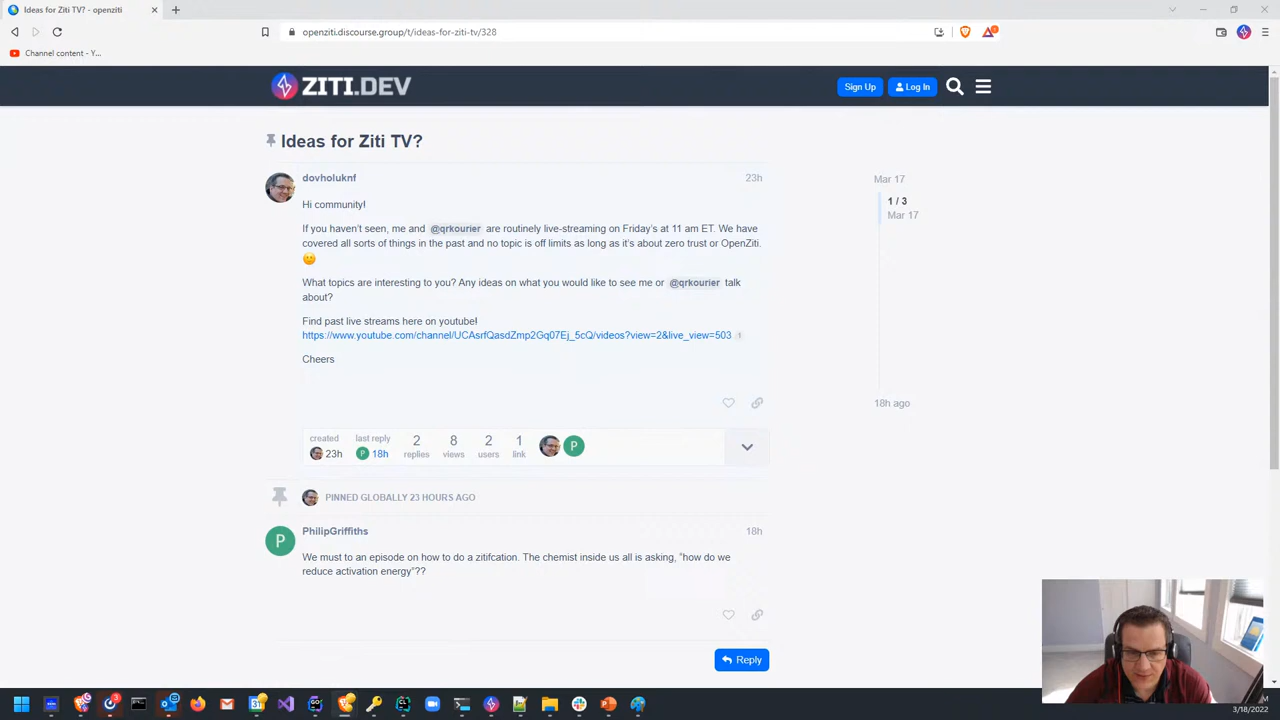 Ideas for Ziti TV? - openziti
openziti.discourse.group/t/ideas-for-ziti-tv/328
Channel content - Y...
ZITI.DEV
Sign Up
Log In
Ideas for Ziti TV?
dovholuknf
23h
Hi community!
If you haven't seen, me and @qrkourier are routinely live-streaming on Friday's at 11 am ET. We have
covered all sorts of things in the past and no topic is off limits as long as it's about zero trust or OpenZiti.
What topics are interesting to you? Any ideas on what you would like to see me or @qrkourier talk
about?
Find past live streams here on youtube!
https://www.youtube.com/channel/UCAsrfQasdZmp2Gq07Ej_5cQ/videos?view=2&live_view=503 1
Cheers
Mar 17
1 / 3
Mar 17
18h ago
created
23h
last reply
P 18h
2
replies
8
views
2
users
1
link
P
PINNED GLOBALLY 23 HOURS AGO
P
PhilipGriffiths
18h
We must to an episode on how to do a zitifcation. The chemist inside us all is asking, "how do we
reduce activation energy"??
Reply
3/18/2022